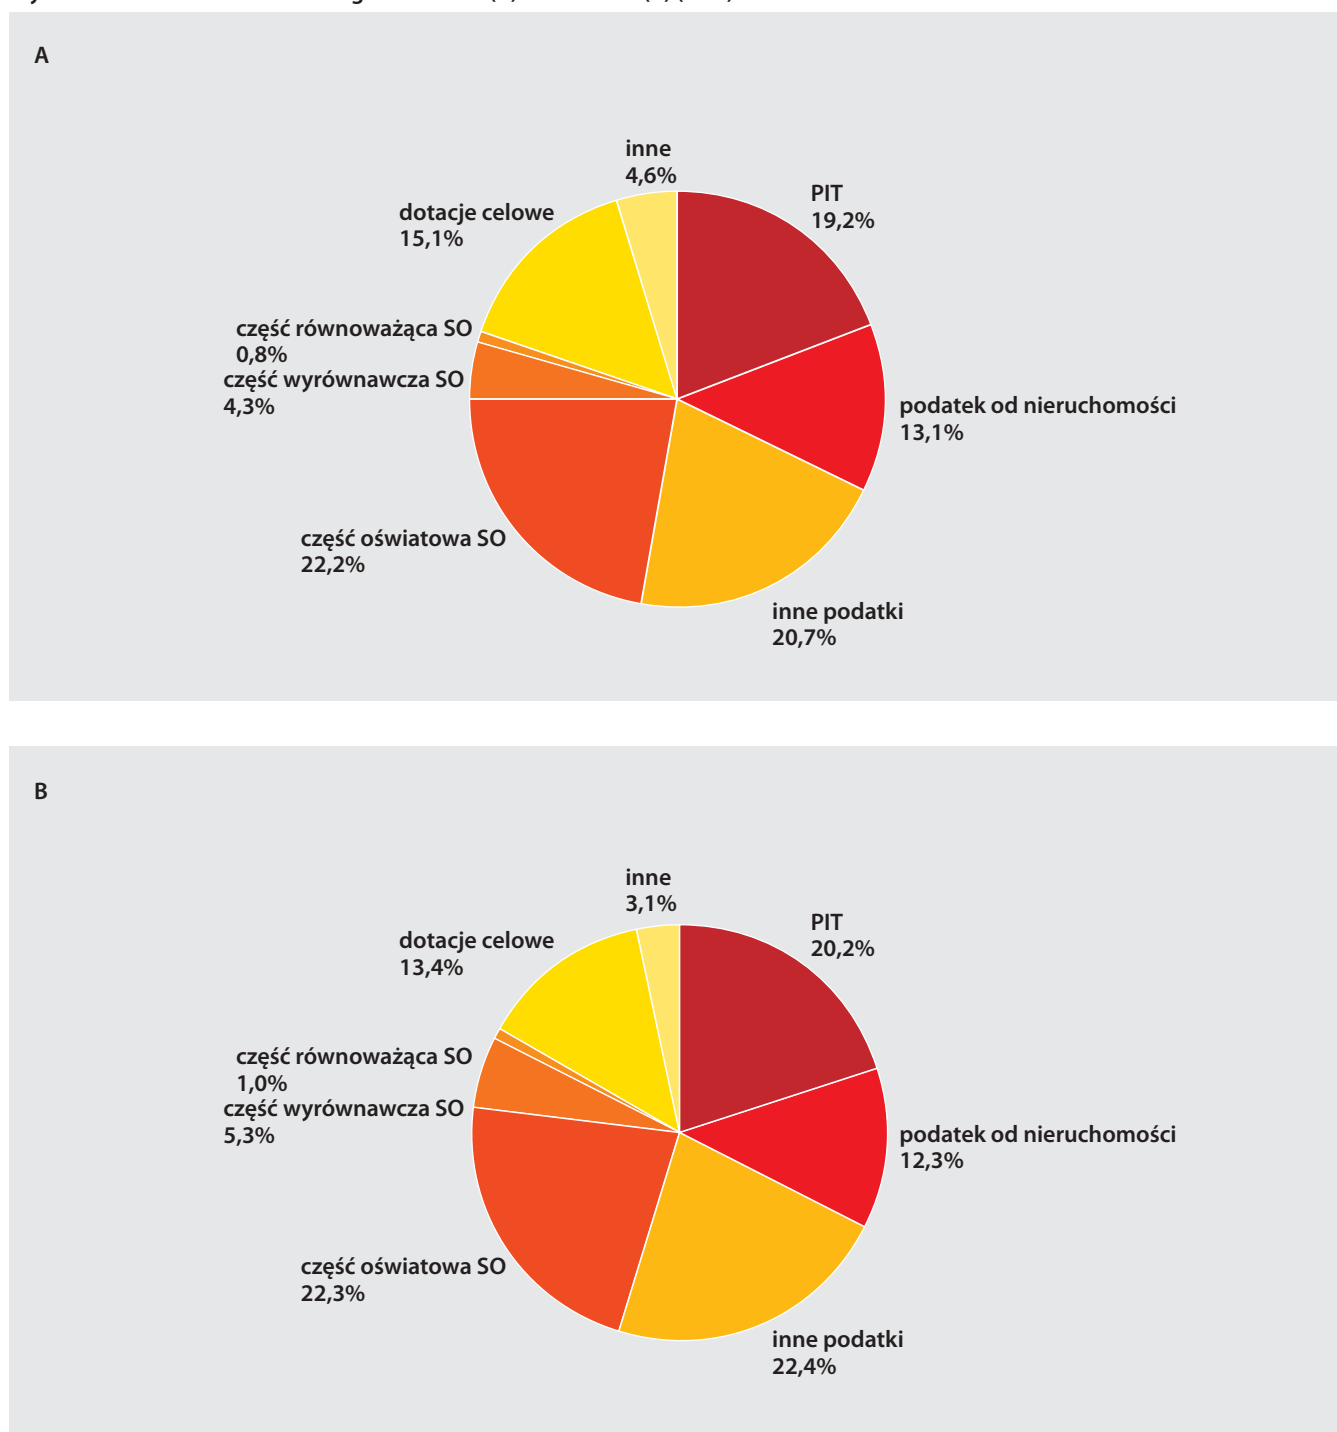 A
inne
4,6%
PIT
19,2%
dotacje celowe
15,1%
część równoważąca SO
0,8%
część wyrównawcza SO
4,3%
podatek od nieruchomości
13,1%
część oświatowa SO
22,2%
inne podatki
20,7%
B
inne
3,1%
PIT
20,2%
dotacje celowe
13,4%
część równoważąca SO
1,0%
część wyrównawcza SO
5,3%
podatek od nieruchomości
12,3%
część oświatowa SO
22,3%
inne podatki
22,4%